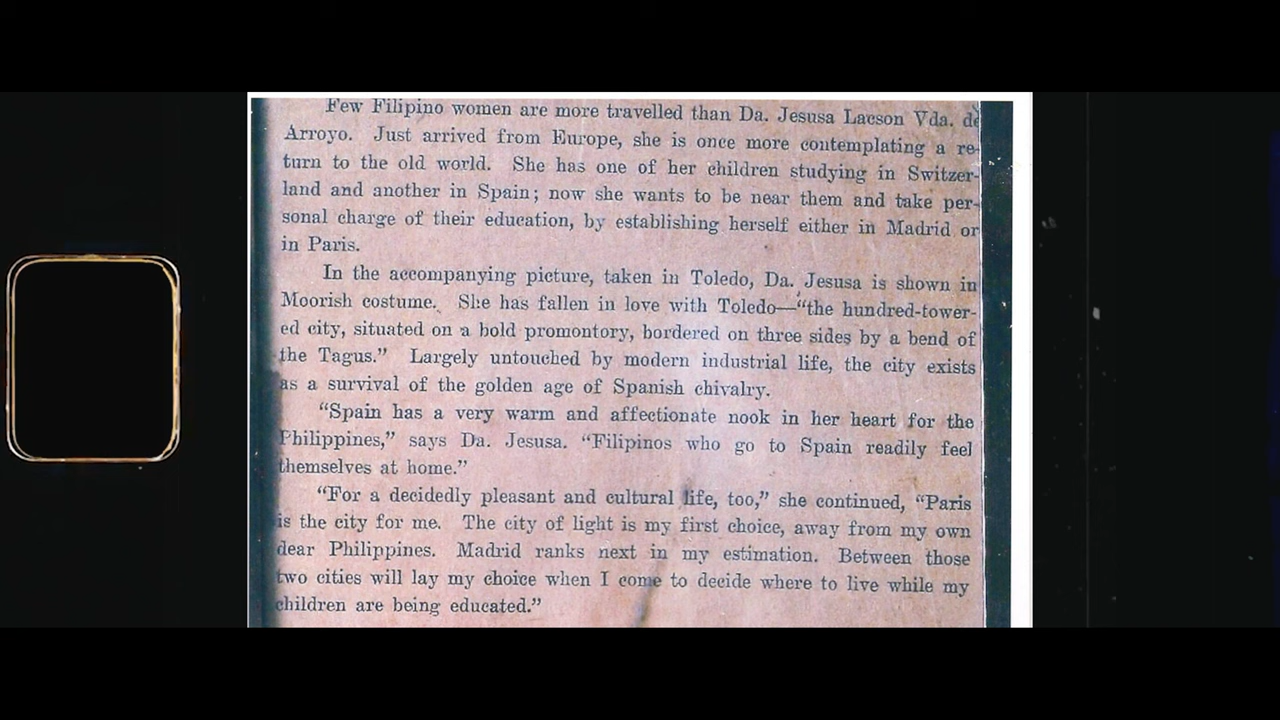 Few Filipino women are more travelled than Da. Jesusa Lacson Vda. de
Arroyo. Just arrived from Europe, she is once more contemplating a re-
turn to the old world. She has one of her children studying in Switzer-
land and another in Spain; now she wants to be near them and take per-
sonal charge of their education, by establishing herself either in Madrid or
in Paris.
In the accompanying picture, taken in Toledo, Da. Jesusa is shown in
Moorish costume. She has fallen in love with Toledo—“the hundred-tower-
ed city, situated on a bold promontory, bordered on three sides by a bend of
the Tagus.” Largely untouched by modern industrial life, the city exists
as a survival of the golden age of Spanish chivalry.
“Spain has a very warm and affectionate nook in her heart for the
Philippines,” says Da. Jesusa. “Filipinos who go to Spain readily feel
themselves at home.”
“For a decidedly pleasant and cultural life, too,” she continued, “Paris
is the city for me. The city of light is my first choice, away from my own
dear Philippines. Madrid ranks next in my estimation. Between those
two cities will lay my choice when I come to decide where to live while my
children are being educated.”